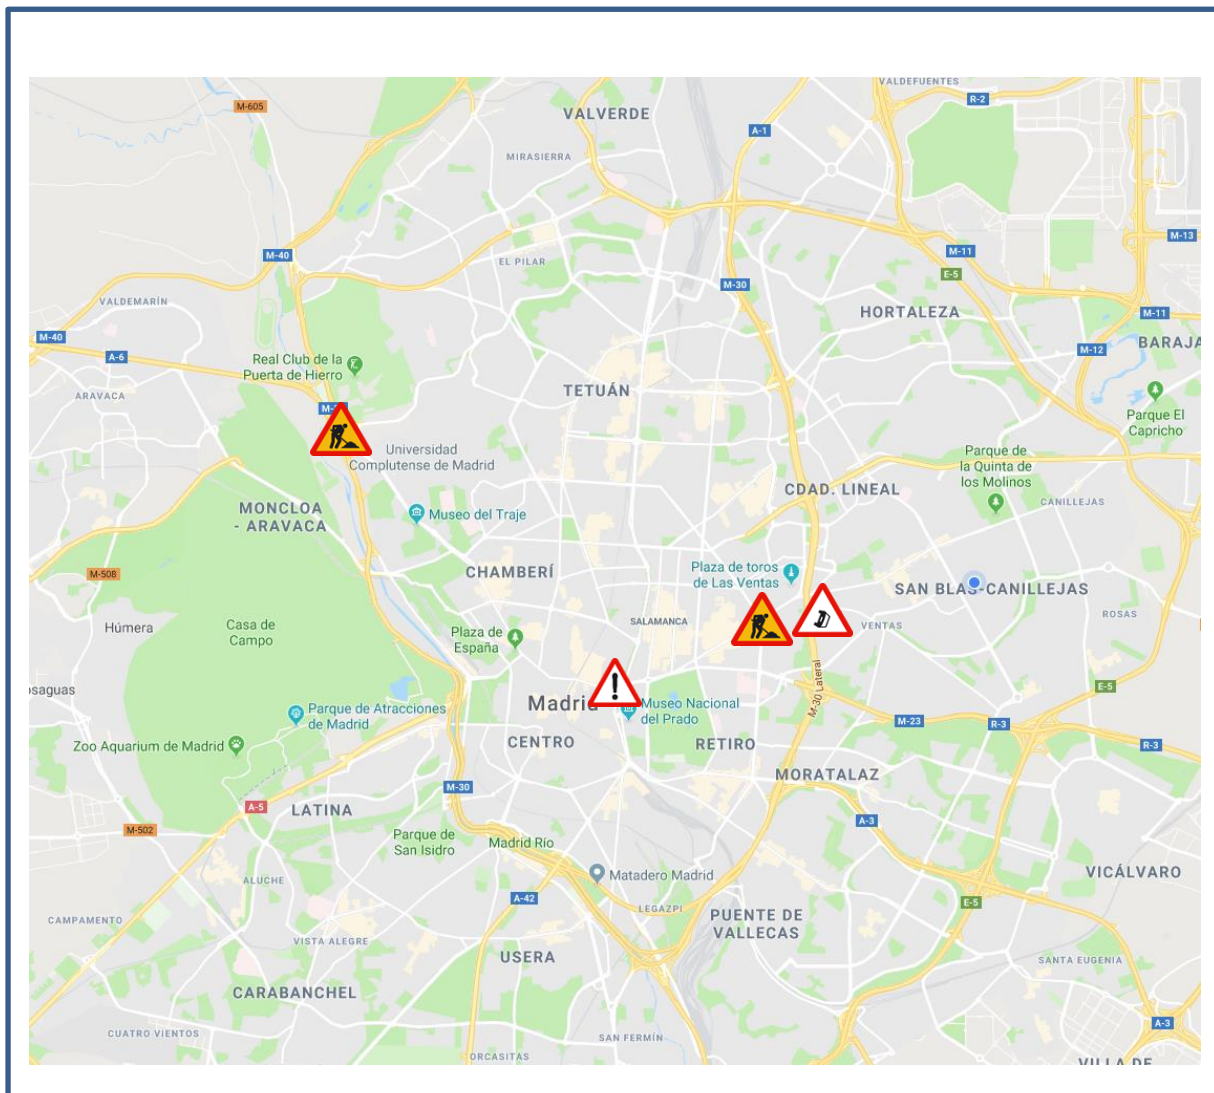 VALDEFUENTES
M-605
R-2
VALVERDE
A-1
MIRASIERRA
M-13
M-40
M-11
EL PILAR
E-5
M-30
VALDEMARÍN
HORTALEZA
M-11
M-40
M-12
BARAJA
A-6
Real Club de la
Puerta de Hierro
TETUÁN
ARAVACA
Parque El
Capricho
Universidad
Complutense de Madrid
Parque de
la Quinta de
los Molinos
CDAD. LINEAL
CANILLEJAS
MONCLOA
- ARAVACA
Museo del Traje
M-508
CHAMBERÍ
Plaza de toros
de Las Ventas
SAN BLAS-CANILLEJAS
Húmera
Casa de
Campo
Plaza de
España
SALAMANCA
VENTAS
ROSAS
osaguas
E-5
M-30 Lateral
Madrid
Museo Nacional
del Prado
Parque de Atracciones
de Madrid
M-23
R-3
Zoo Aquarium de Madrid
CENTRO
RETIRO
R-3
MORATALAZ
M-30
A-5
LATINA
M-502
Parque de
San Isidro
Madrid Río
A-3
ALUCHE
Matadero Madrid
VICÁLVARO
A-42
LEGAZPI
E-5
CAMPAMENTO
PUENTE DE
VALLECAS
VISTA ALEGRE
USERA
SANTA EUGENIA
CARABANCHEL
CUATRO VIENTOS
SAN FERMÍN
A-3
ORCASITAS
VILLA DE